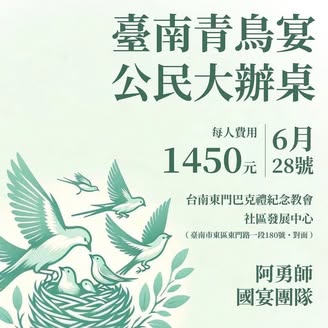 臺南青鳥宴
公民大辦桌
每人費用
1450元
6月
28號
台南東門巴克禮紀念教會
社區發展中心
（臺南市東區東門路一段180號，對面）
阿勇師
國宴團隊